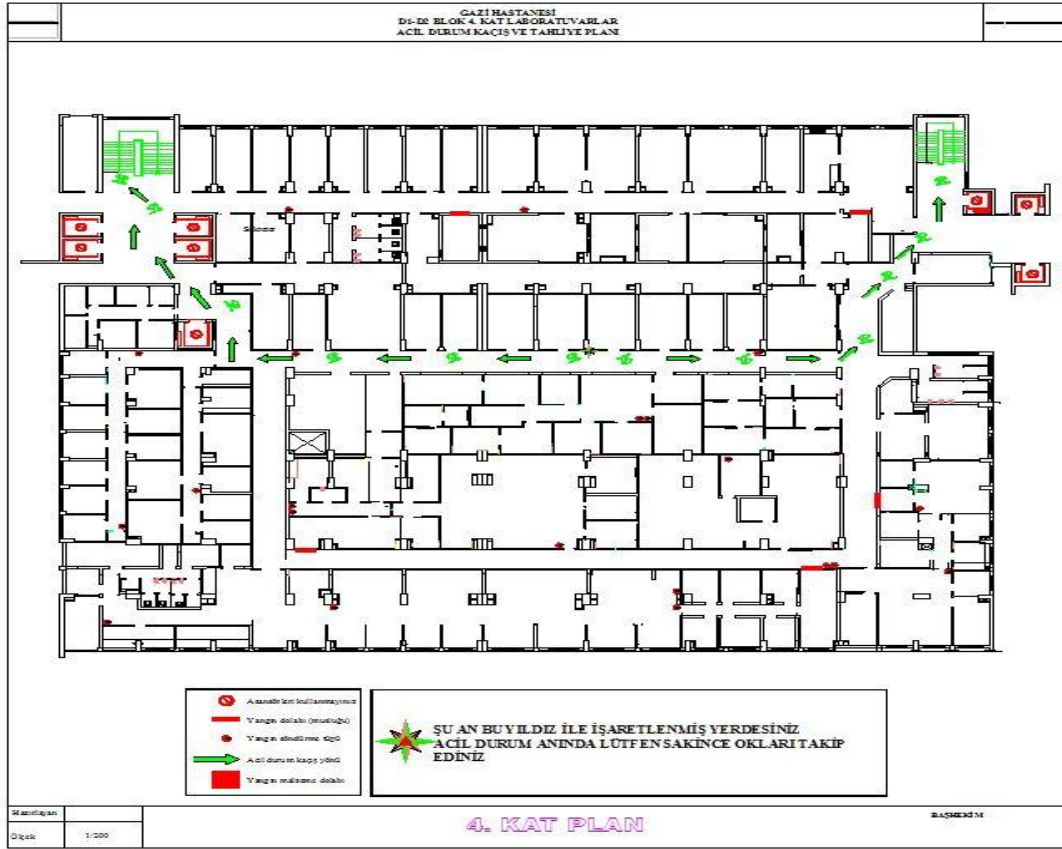 GAZİ HASTANESİ
D1-D2 BLOK 4. KAT LABORATUVARLAR
ACİL DURUM KAÇIŞ VE TAHLİYE PLANI
Sekreter
Asansörleri kullanmayınız
Yangın dolabı (musluğu)
Yangın söndürme tüpü
Acil durum kaçış yönü
Yangın malzeme dolabı
ŞU AN BU YILDIZ İLE İŞARETLENMİŞ YERDESİNİZ
ACİL DURUM ANINDA LÜTFEN SAKİNCE OKLARI TAKİP
EDİNİZ
Hazırlayan
Ölçek
1/200
4. KAT PLAN
BAŞHEKİM